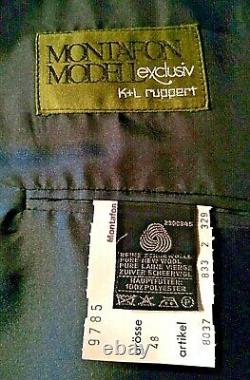 MONTAFON
MODELL exclusiv
K+L ruppert
Montafon
9785
grösse
48
artikel
8037
833 2 329
2300845
REINE SCHURWOLLE
PURE NEW WOOL
PURE LAINE VIERGE
ZUIVER SCHEERWOL
HAUPTFUTTER:
100% POLYESTER